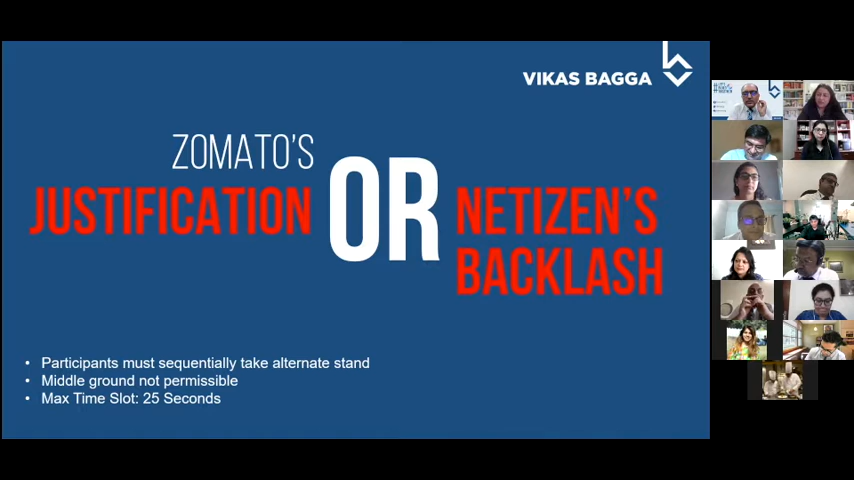 VIKAS BAGGA
ZOMATO'S
JUSTIFICATION
OR
NETIZEN'S
BACKLASH
• Participants must sequentially take alternate stand
• Middle ground not permissible
• Max Time Slot: 25 Seconds